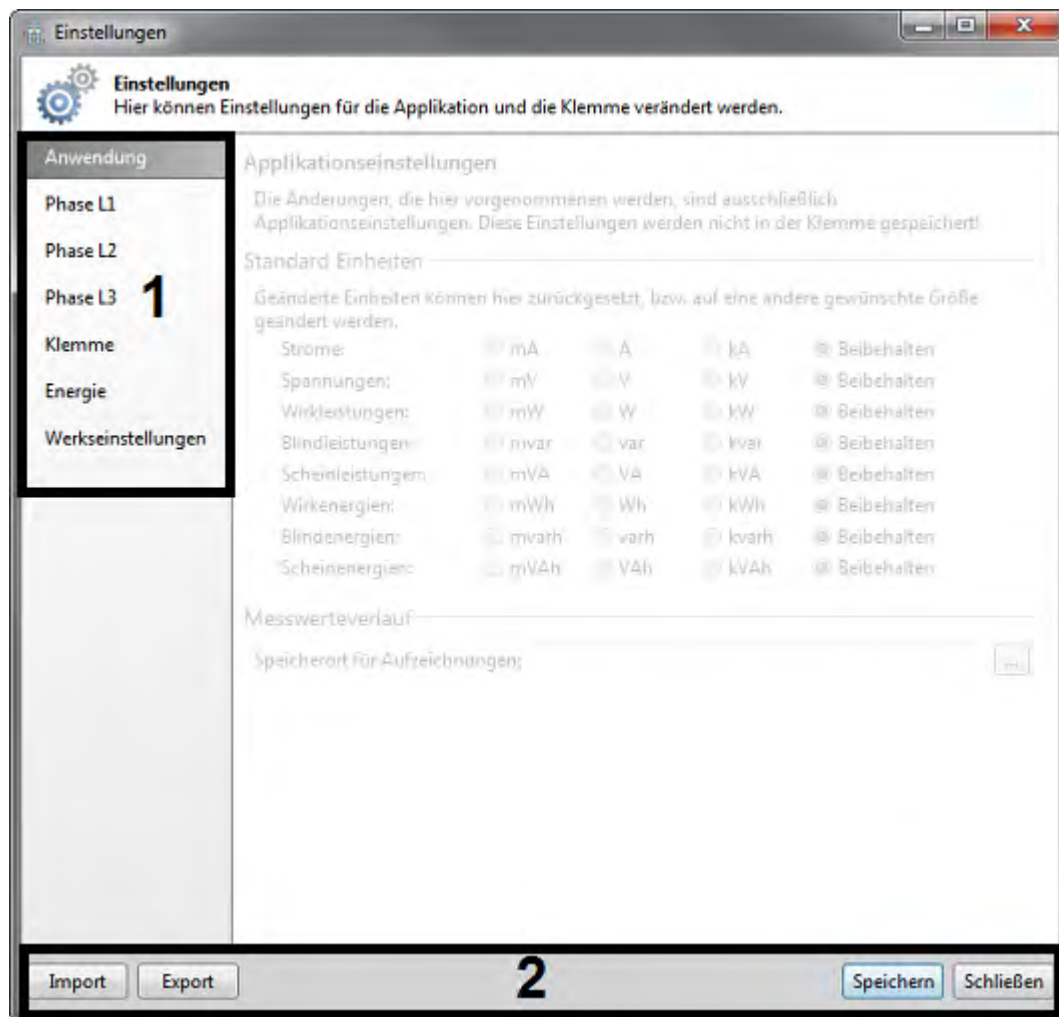 Einstellungen
Einstellungen
Hier können Einstellungen für die Applikation und die Klemme verändert werden.
Anwendung
Phase L1
Phase L2
Phase L3
Klemme
Energie
Werkseinstellungen
1
Applikationseinstellungen
Die Änderungen, die hier vorgenommenen werden, sind ausschließlich
Applikationseinstellungen. Diese Einstellungen werden nicht in der Klemme gespeichert!
Standard Einheiten
Geänderte Einheiten können hier zurückgesetzt, bzw. auf eine andere gewünschte Größe
geändert werden.
Ströme: mA A kA Beibehalten
Spannungen: mV V kV Beibehalten
Wirkleistungen: mW W kW Beibehalten
Blindleistungen: mvar var kvar Beibehalten
Scheinleistungen: mVA VA kVA Beibehalten
Wirkenergien: mWh Wh kWh Beibehalten
Blindenergien: mvarh varh kvarh Beibehalten
Scheinenergien: mVAh VAh kVAh Beibehalten
Messwerteverlauf
Speicherort für Aufzeichnungen: ...
Import Export 2 Speichern Schließen